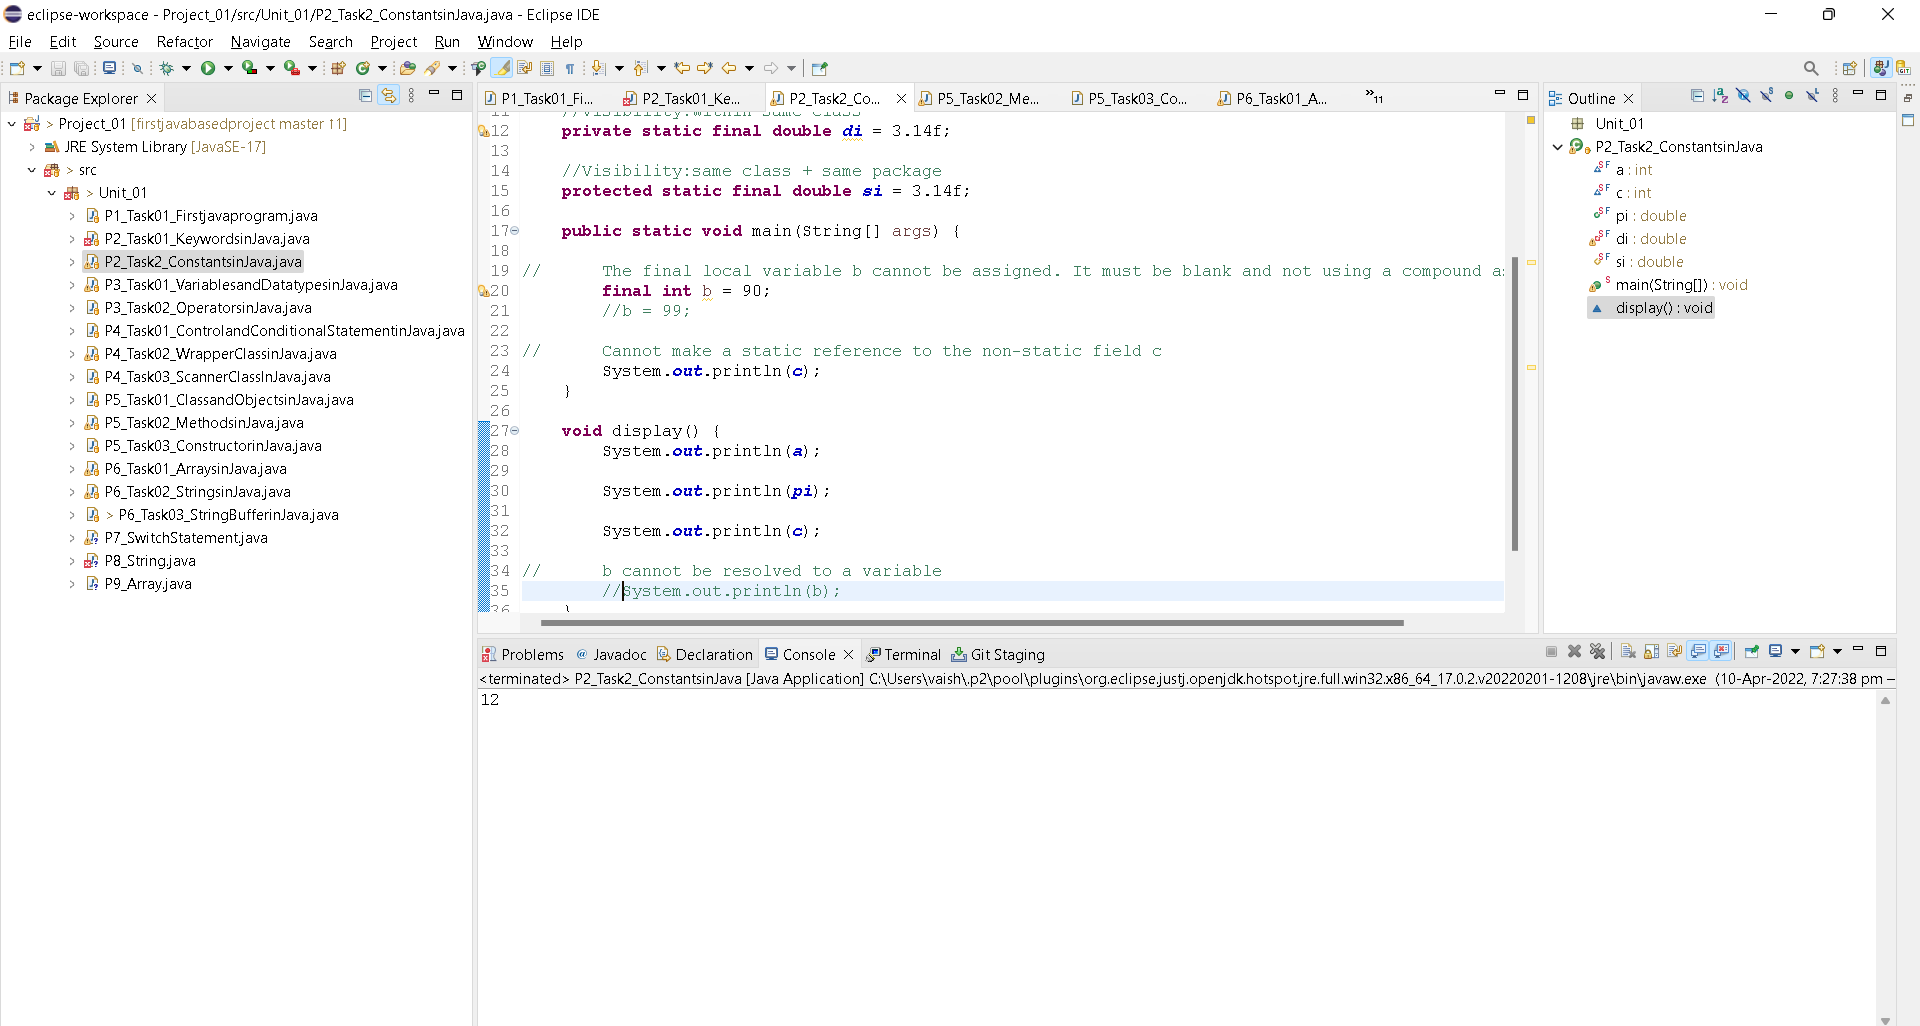 eclipse-workspace - Project_01/src/Unit_01/P2_Task2_ConstantsinJava.java - Eclipse IDE
File Edit Source Refactor Navigate Search Project Run Window Help
Package Explorer
Project_01 [firstjavabasedproject master ↑1]
JRE System Library [JavaSE-17]
> src
> Unit_01
P1_Task01_Firstjavaprogram.java
P2_Task01_KeywordsinJava.java
P2_Task2_ConstantsinJava.java
P3_Task01_VariablesandDatatypesinJava.java
P3_Task02_OperatorsinJava.java
P4_Task01_ControlandConditionalStatementinJava.java
P4_Task02_WrapperClassinJava.java
P4_Task03_ScannerClassInJava.java
P5_Task01_ClassandObjectsinJava.java
P5_Task02_MethodsinJava.java
P5_Task03_ConstructorinJava.java
P6_Task01_ArraysinJava.java
P6_Task02_StringsinJava.java
> P6_Task03_StringBufferinJava.java
P7_SwitchStatement.java
P8_String.java
P9_Array.java
P1_Task01_Fi... P2_Task01_Ke... P2_Task2_Co... P5_Task02_Me... P5_Task03_Co... P6_Task01_A... »11
11 //Visibility:within same class
12 private static final double di = 3.14f;
13
14 //Visibility:same class + same package
15 protected static final double si = 3.14f;
16
17 public static void main(String[] args) {
18
19 // The final local variable b cannot be assigned. It must be blank and not using a compound a
20 final int b = 90;
21 //b = 99;
22
23 // Cannot make a static reference to the non-static field c
24 System.out.println(c);
25 }
26
27 void display() {
28 System.out.println(a);
29
30 System.out.println(pi);
31
32 System.out.println(c);
33
34 // b cannot be resolved to a variable
35 //System.out.println(b);
36 }
Outline
Unit_01
P2_Task2_ConstantsinJava
a : int
c : int
pi : double
di : double
si : double
main(String[]) : void
display() : void
Problems @ Javadoc Declaration Console Terminal Git Staging
<terminated> P2_Task2_ConstantsinJava [Java Application] C:\Users\vaish\.p2\pool\plugins\org.eclipse.justj.openjdk.hotspot.jre.full.win32.x86_64_17.0.2.v20220201-1208\jre\bin\javaw.exe (10-Apr-2022, 7:27:38 pm –
12